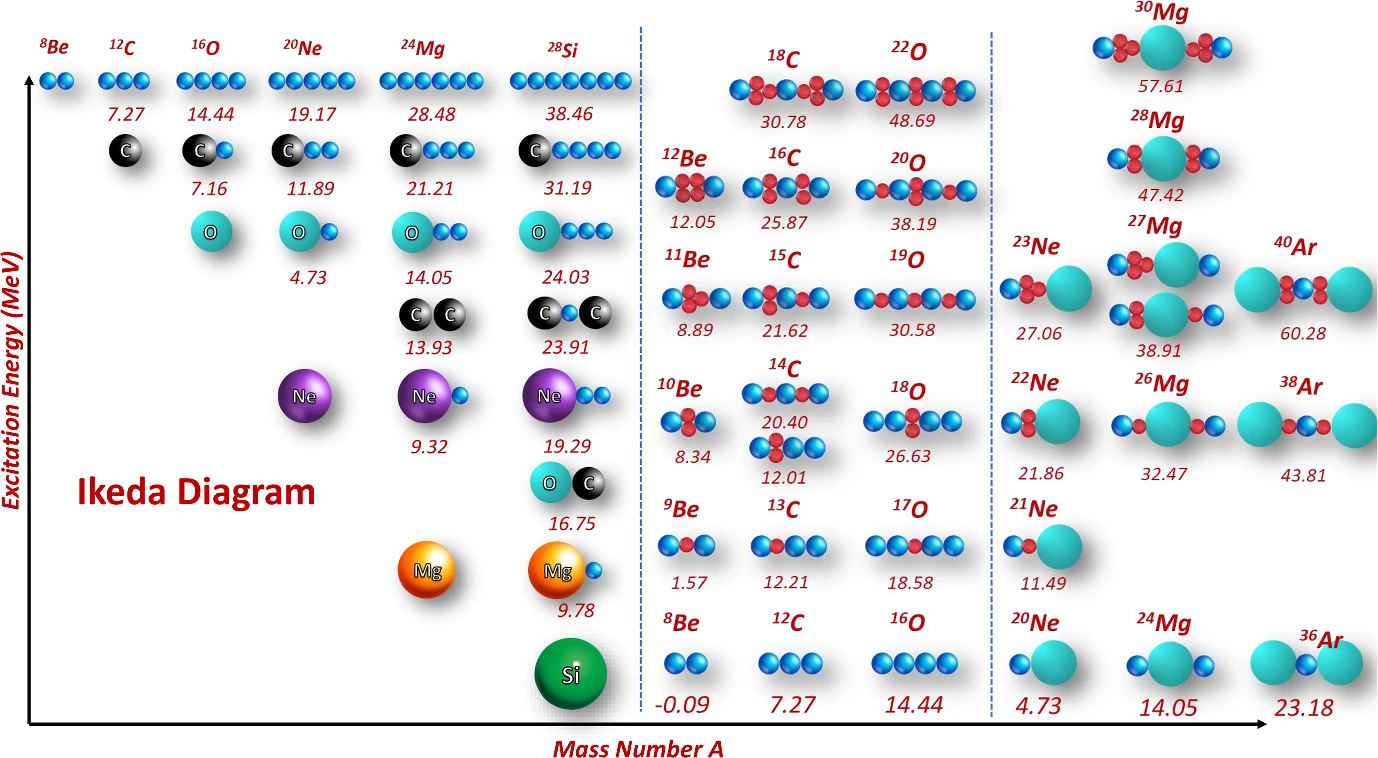 ⁸Be ¹²C ¹⁶O ²⁰Ne ²⁴Mg ²⁸Si
7.27 14.44 19.17 28.48 38.46
C C C C C
7.16 11.89 21.21 31.19
O O O O
4.73 14.05 24.03
C C C C
13.93 23.91
Ne Ne Ne
9.32 19.29
Ikeda Diagram
O C
16.75
Mg Mg
9.78
Si
Excitation Energy (MeV)
Mass Number A
¹⁸C ²²O
30.78 48.69
¹²Be ¹⁶C ²⁰O
12.05 25.87 38.19
¹¹Be ¹⁵C ¹⁹O
8.89 21.62 30.58
¹⁰Be ¹⁴C ¹⁸O
20.40
8.34 12.01 26.63
⁹Be ¹³C ¹⁷O
1.57 12.21 18.58
⁸Be ¹²C ¹⁶O
-0.09 7.27 14.44
³⁰Mg
57.61
²⁸Mg
47.42
²³Ne ²⁷Mg ⁴⁰Ar
27.06 38.91 60.28
²²Ne ²⁶Mg ³⁸Ar
21.86 32.47 43.81
²¹Ne
11.49
²⁰Ne ²⁴Mg ³⁶Ar
4.73 14.05 23.18